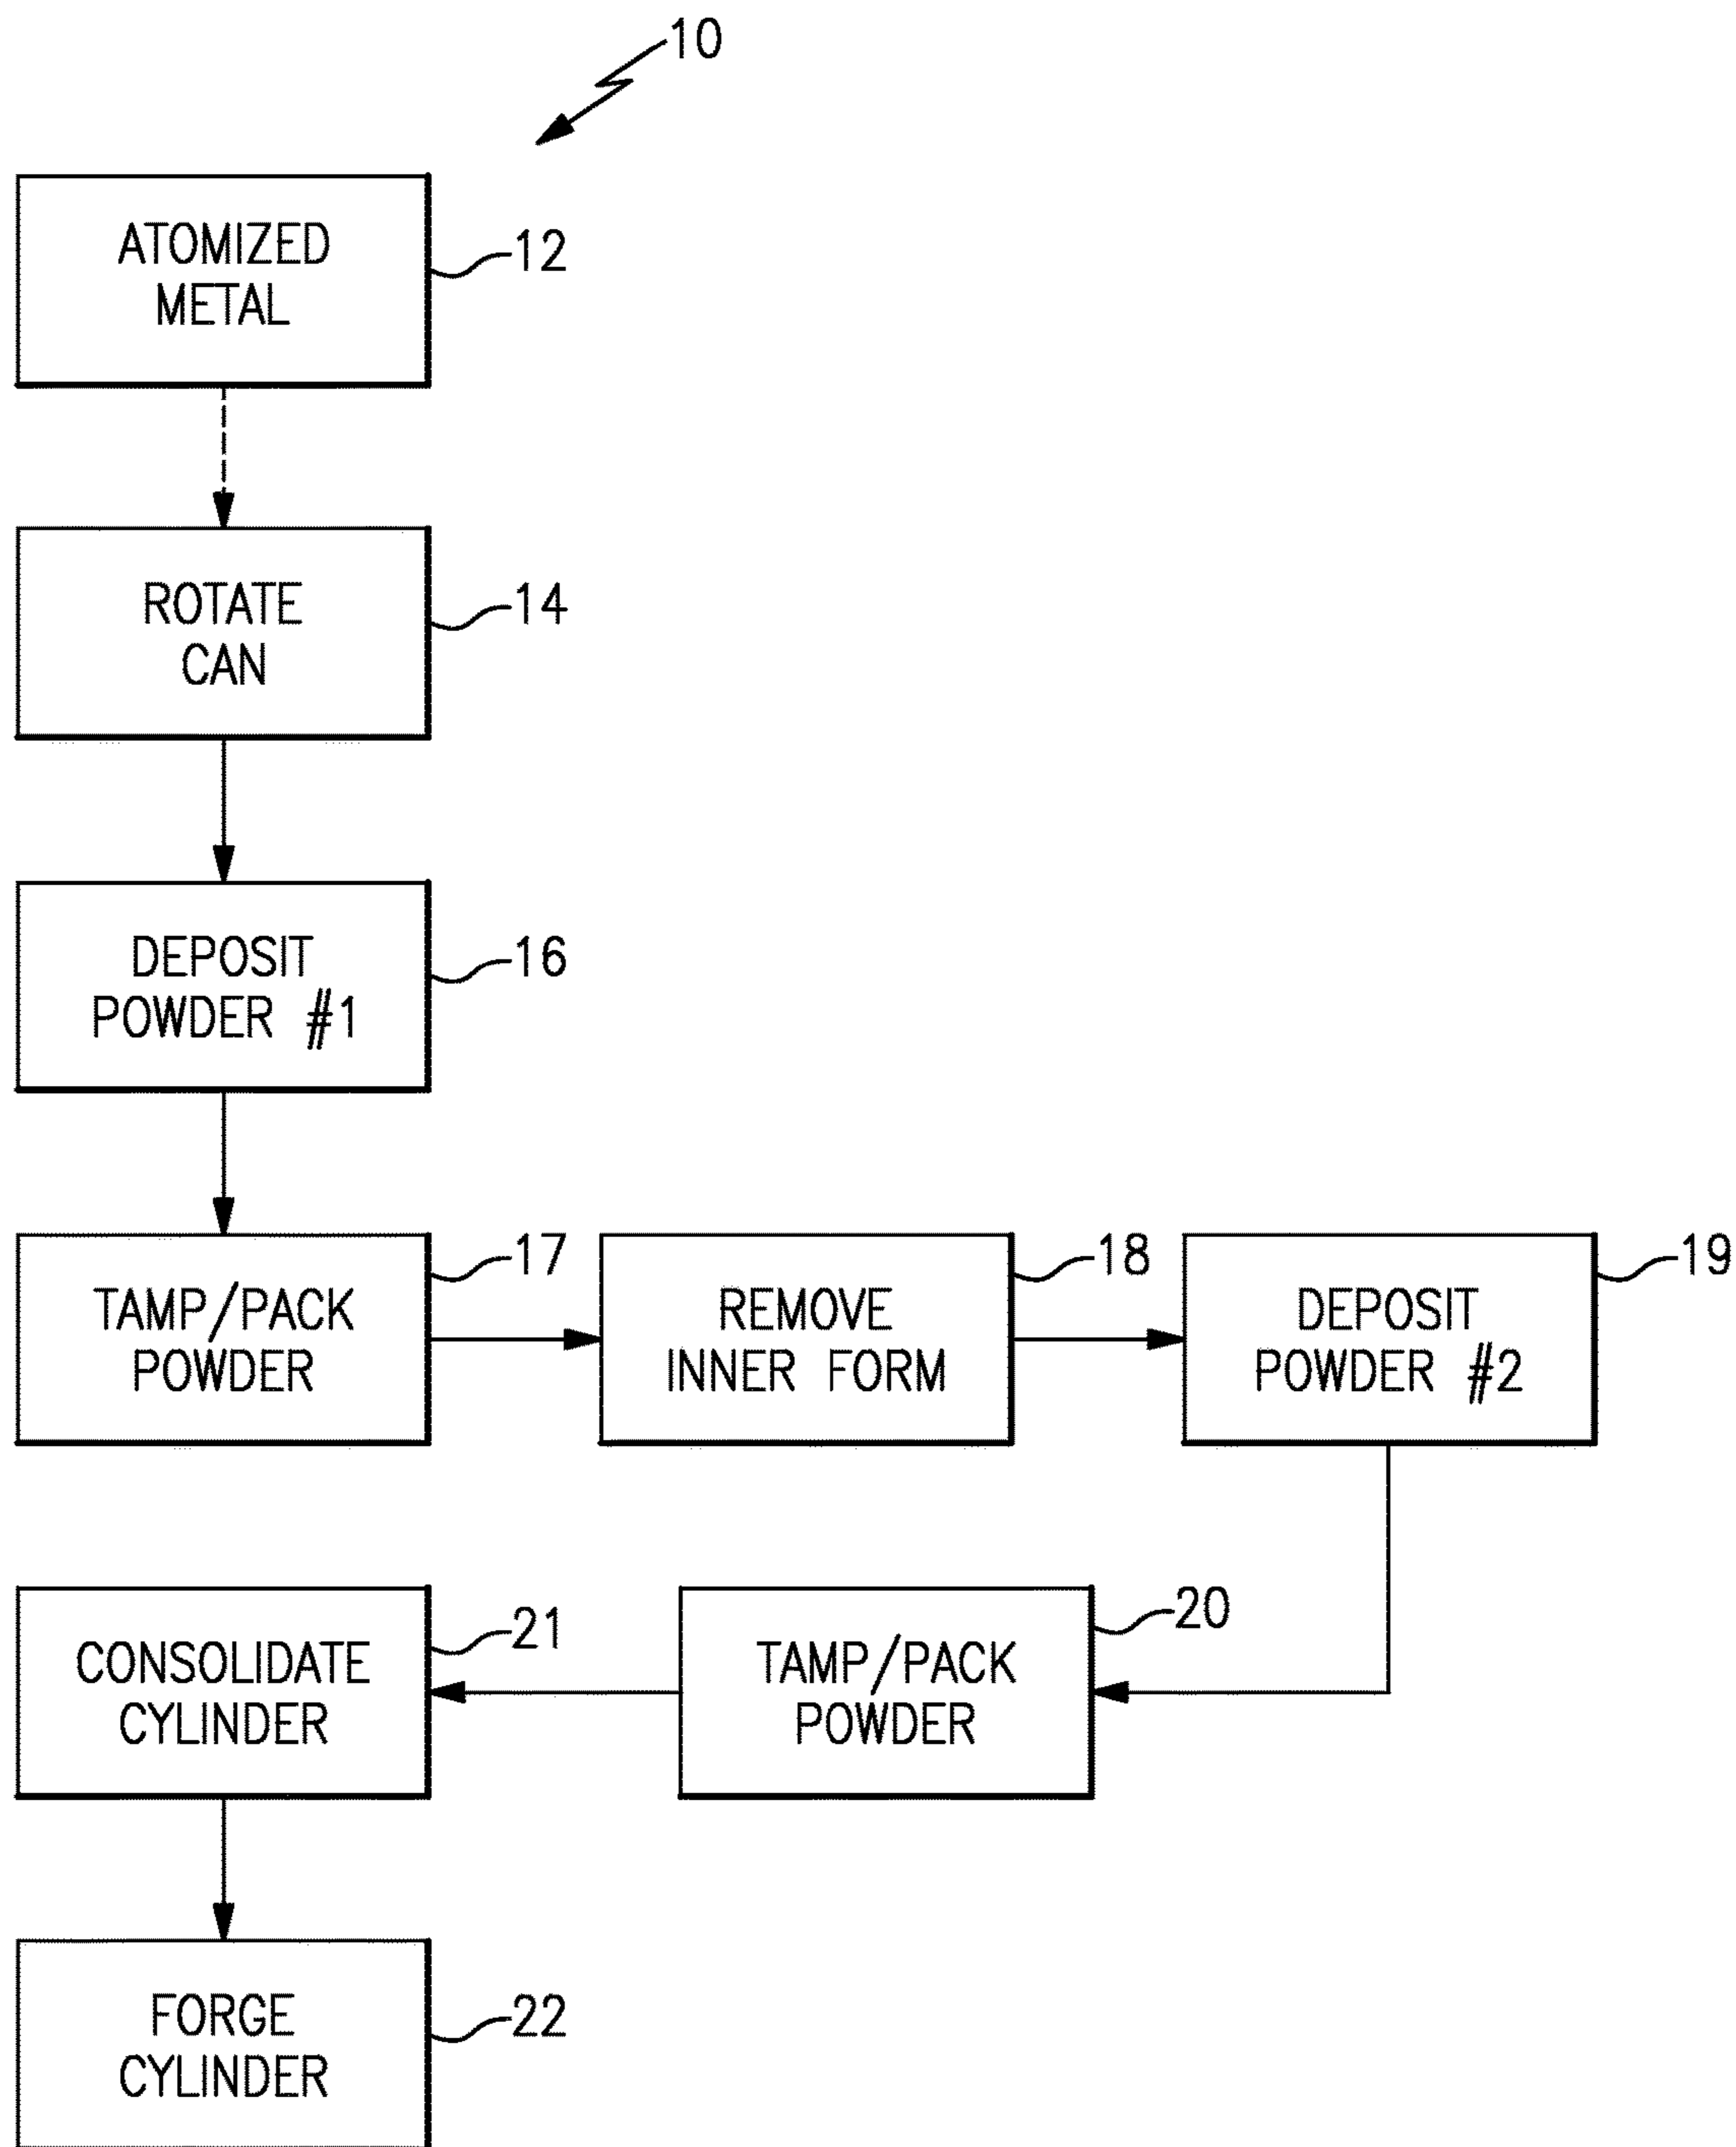 10
ATOMIZED
METAL
12
ROTATE
CAN
14
DEPOSIT
POWDER #1
16
TAMP/PACK
POWDER
17
REMOVE
INNER FORM
18
DEPOSIT
POWDER #2
19
CONSOLIDATE
CYLINDER
21
TAMP/PACK
POWDER
20
FORGE
CYLINDER
22